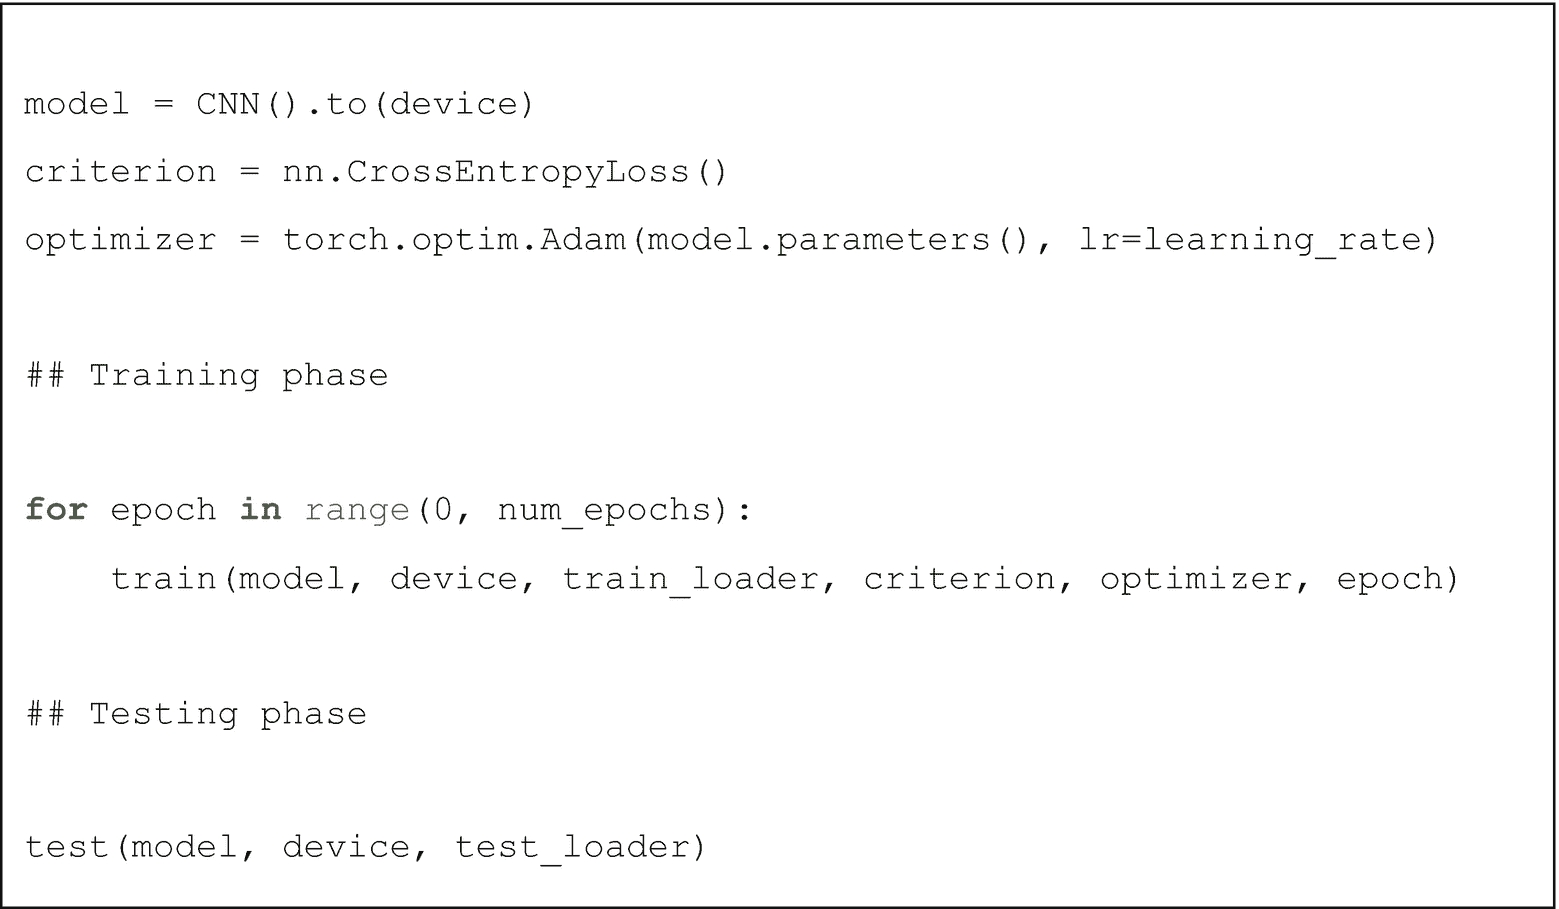 model = CNN().to(device)
criterion = nn.CrossEntropyLoss()
optimizer = torch.optim.Adam(model.parameters(), lr=learning_rate)
## Training phase
for epoch in range(0, num_epochs):
    train(model, device, train_loader, criterion, optimizer, epoch)
## Testing phase
test(model, device, test_loader)